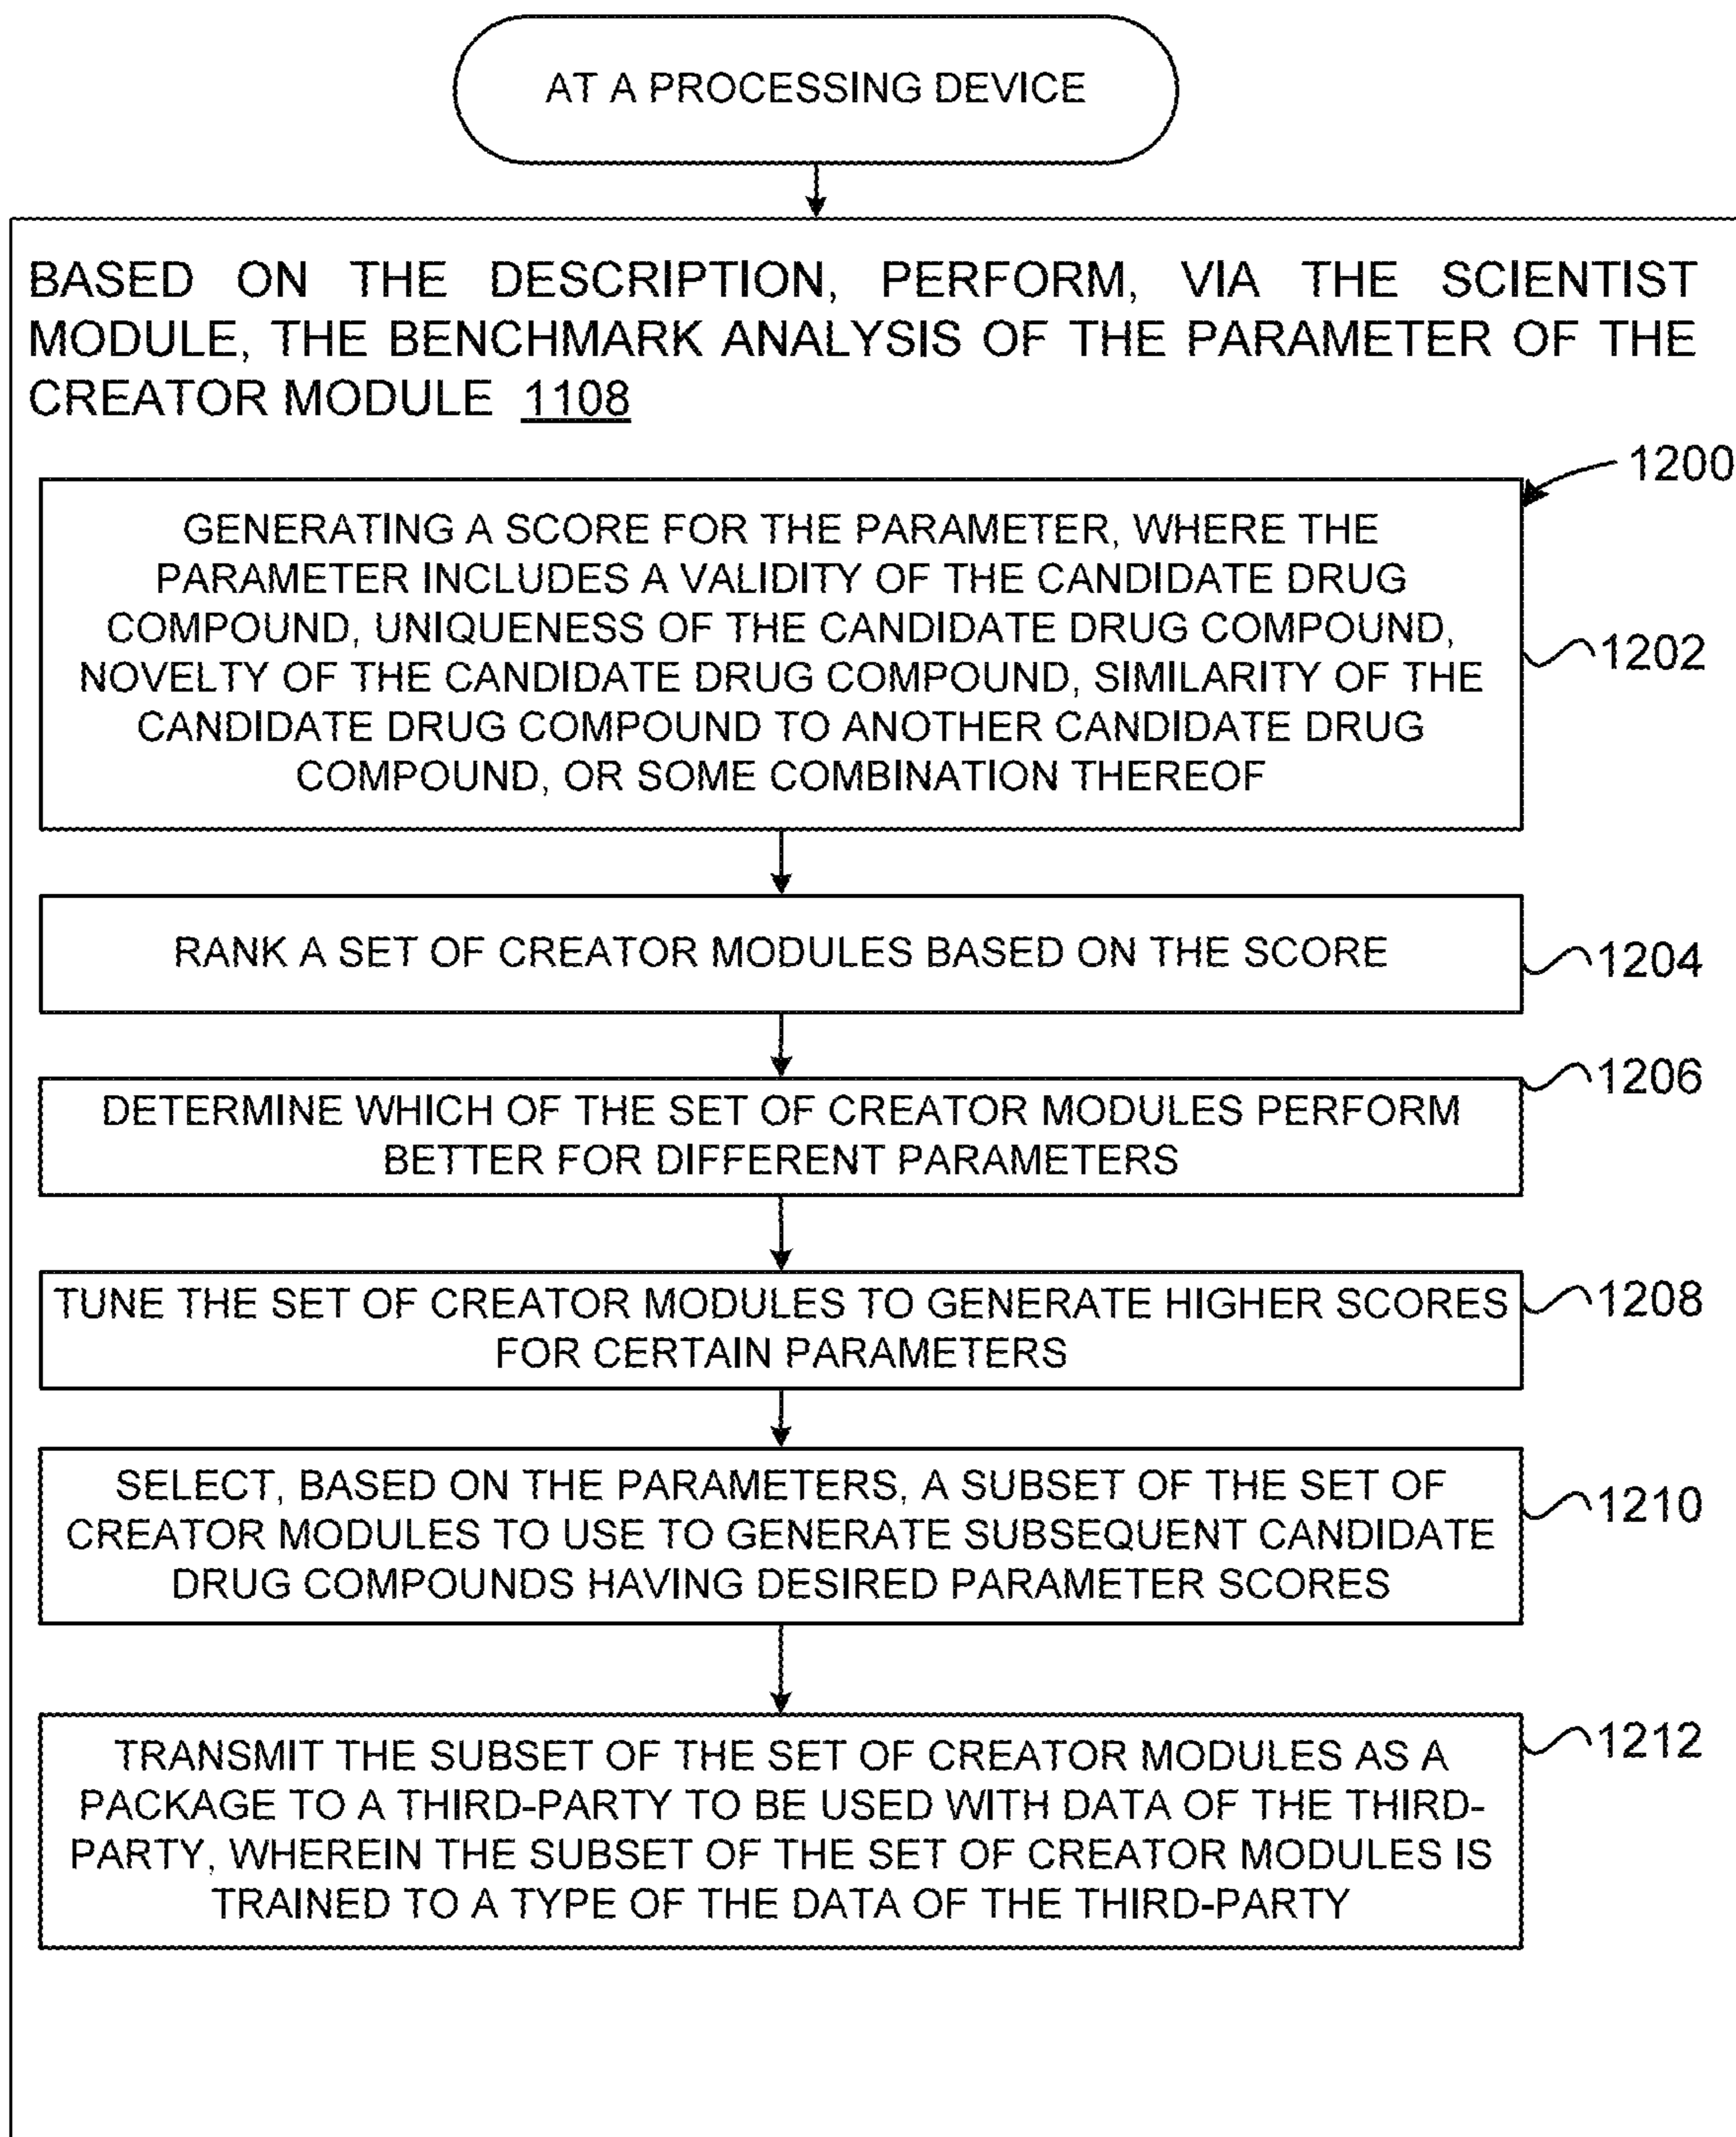 AT A PROCESSING DEVICE
BASED ON THE DESCRIPTION, PERFORM, VIA THE SCIENTIST
MODULE, THE BENCHMARK ANALYSIS OF THE PARAMETER OF THE
CREATOR MODULE 1108
1200
GENERATING A SCORE FOR THE PARAMETER, WHERE THE
PARAMETER INCLUDES A VALIDITY OF THE CANDIDATE DRUG
COMPOUND, UNIQUENESS OF THE CANDIDATE DRUG COMPOUND,
NOVELTY OF THE CANDIDATE DRUG COMPOUND, SIMILARITY OF THE
CANDIDATE DRUG COMPOUND TO ANOTHER CANDIDATE DRUG
COMPOUND, OR SOME COMBINATION THEREOF
1202
RANK A SET OF CREATOR MODULES BASED ON THE SCORE
1204
DETERMINE WHICH OF THE SET OF CREATOR MODULES PERFORM
BETTER FOR DIFFERENT PARAMETERS
1206
TUNE THE SET OF CREATOR MODULES TO GENERATE HIGHER SCORES
FOR CERTAIN PARAMETERS
1208
SELECT, BASED ON THE PARAMETERS, A SUBSET OF THE SET OF
CREATOR MODULES TO USE TO GENERATE SUBSEQUENT CANDIDATE
DRUG COMPOUNDS HAVING DESIRED PARAMETER SCORES
1210
TRANSMIT THE SUBSET OF THE SET OF CREATOR MODULES AS A
PACKAGE TO A THIRD-PARTY TO BE USED WITH DATA OF THE THIRD-
PARTY, WHEREIN THE SUBSET OF THE SET OF CREATOR MODULES IS
TRAINED TO A TYPE OF THE DATA OF THE THIRD-PARTY
1212